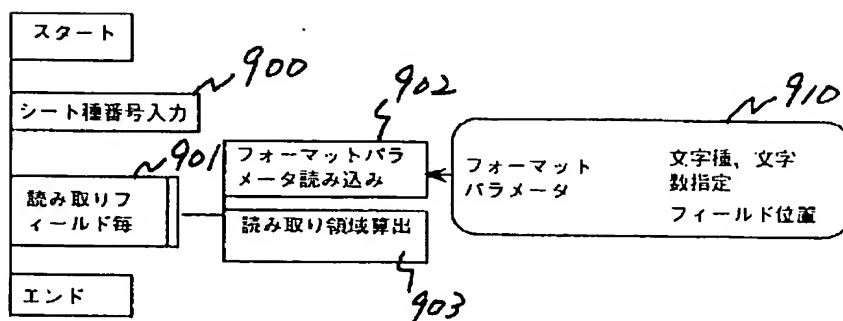 スタート
900
シート種番号入力
901
読み取りフ
ィールド毎
902
フォーマットパラ
メータ読み込み
読み取り領域算出
903
910
フォーマット
パラメータ
文字種、文字
数指定
フィールド位置
エンド